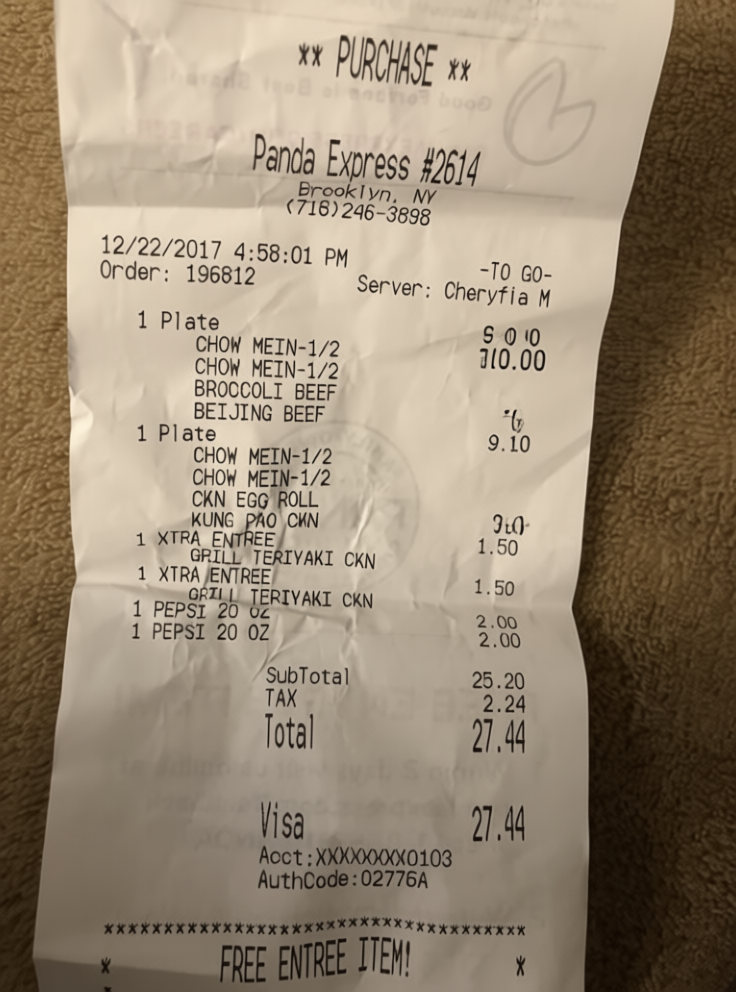 ** PURCHASE **
Panda Express #2614
Brooklyn, NY
(718)246-3898
12/22/2017 4:58:01 PM
-TO GO-
Order: 196812
Server: Cheryfia M
1 Plate
CHOW MEIN-1/2
CHOW MEIN-1/2 10.00
BROCCOLI BEEF
BEIJING BEEF
1 Plate 9.10
CHOW MEIN-1/2
CHOW MEIN-1/2
CKN EGG ROLL
KUNG PAO CKN
1 XTRA ENTREE 1.50
GRILL TERIYAKI CKN
1 XTRA ENTREE 1.50
GRILL TERIYAKI CKN
1 PEPSI 20 OZ 2.00
1 PEPSI 20 OZ 2.00
SubTotal 25.20
TAX 2.24
Total 27.44
Visa 27.44
Acct:XXXXXXXX0103
AuthCode:02776A
***********************************
* FREE ENTREE ITEM! *